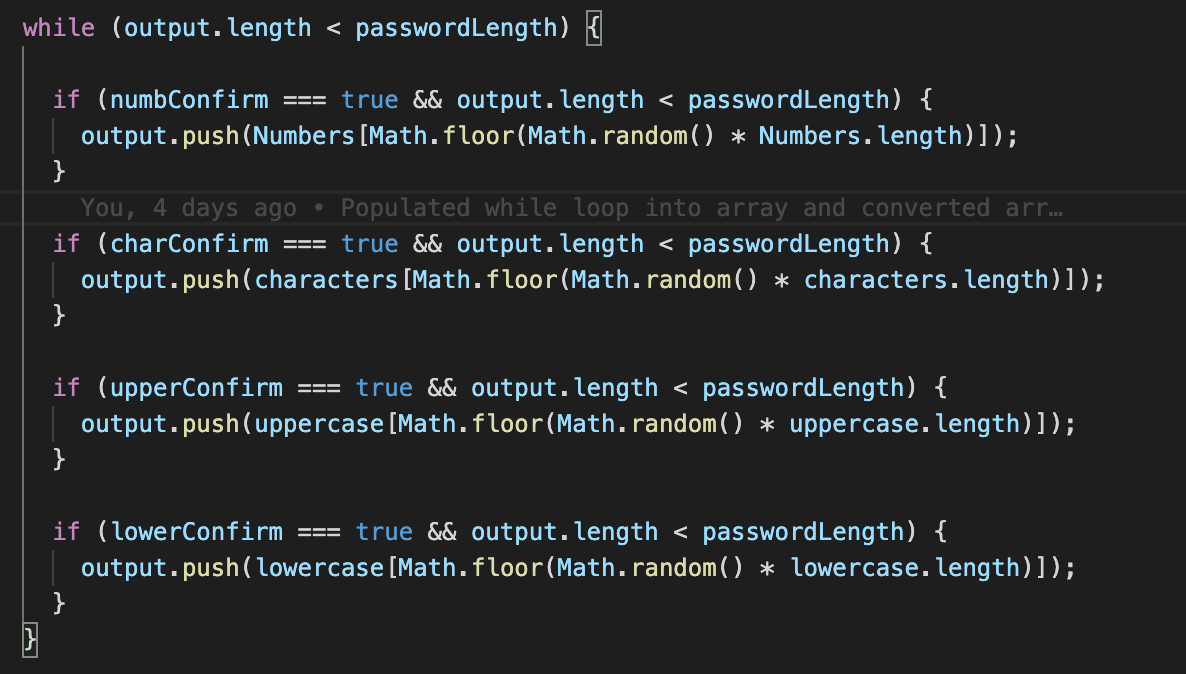 while (output.length < passwordLength) {
if (numbConfirm === true && output.length < passwordLength) {
output.push(Numbers[Math.floor(Math.random() * Numbers.length)]);
}
You, 4 days ago • Populated while loop into array and converted arr…
if (charConfirm === true && output.length < passwordLength) {
output.push(characters[Math.floor(Math.random() * characters.length)]);
}
if (upperConfirm === true && output.length < passwordLength) {
output.push(uppercase[Math.floor(Math.random() * uppercase.length)]);
}
if (lowerConfirm === true && output.length < passwordLength) {
output.push(lowercase[Math.floor(Math.random() * lowercase.length)]);
}
}